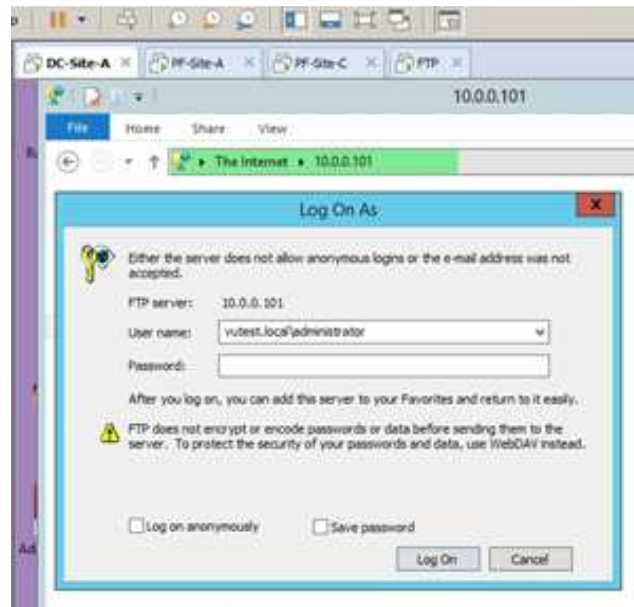 DC-Site-A
PF-Site-A
PF-Site-C
FTP
10.0.0.101
File Home Share View
The Internet 10.0.0.101
Log On As
Either the server does not allow anonymous logins or the e-mail address was not
accepted.
FTP server: 10.0.0.101
User name: vutest.local\administrator
Password:
After you log on, you can add this server to your Favorites and return to it easily.
FTP does not encrypt or encode passwords or data before sending them to the
server. To protect the security of your passwords and data, use WebDAV instead.
Log on anonymously Save password
Log On Cancel